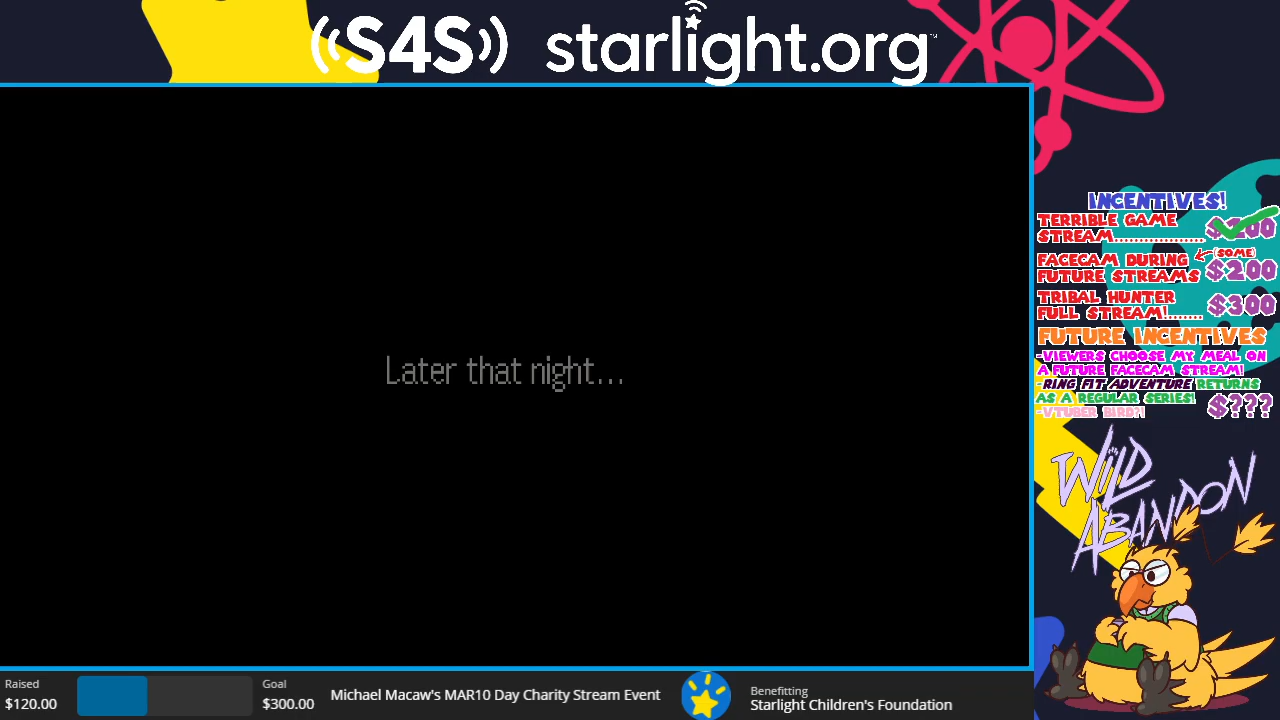 ((S4S)) starlight.org™
Later that night...
INCENTIVES!
TERRIBLE GAME
STREAM.................. $100
FACECAM DURING (SOME)
FUTURE STREAMS $200
TRIBAL HUNTER
FULL STREAM!....... $300
FUTURE INCENTIVES
-VIEWERS CHOOSE MY MEAL ON
A FUTURE FACECAM STREAM!
-RING FIT ADVENTURE RETURNS
AS A REGULAR SERIES!
-VTUBER BIRD?! $???
WILD
ABANDON
Raised
$120.00
Goal
$300.00
Michael Macaw's MAR10 Day Charity Stream Event
Benefitting
Starlight Children's Foundation